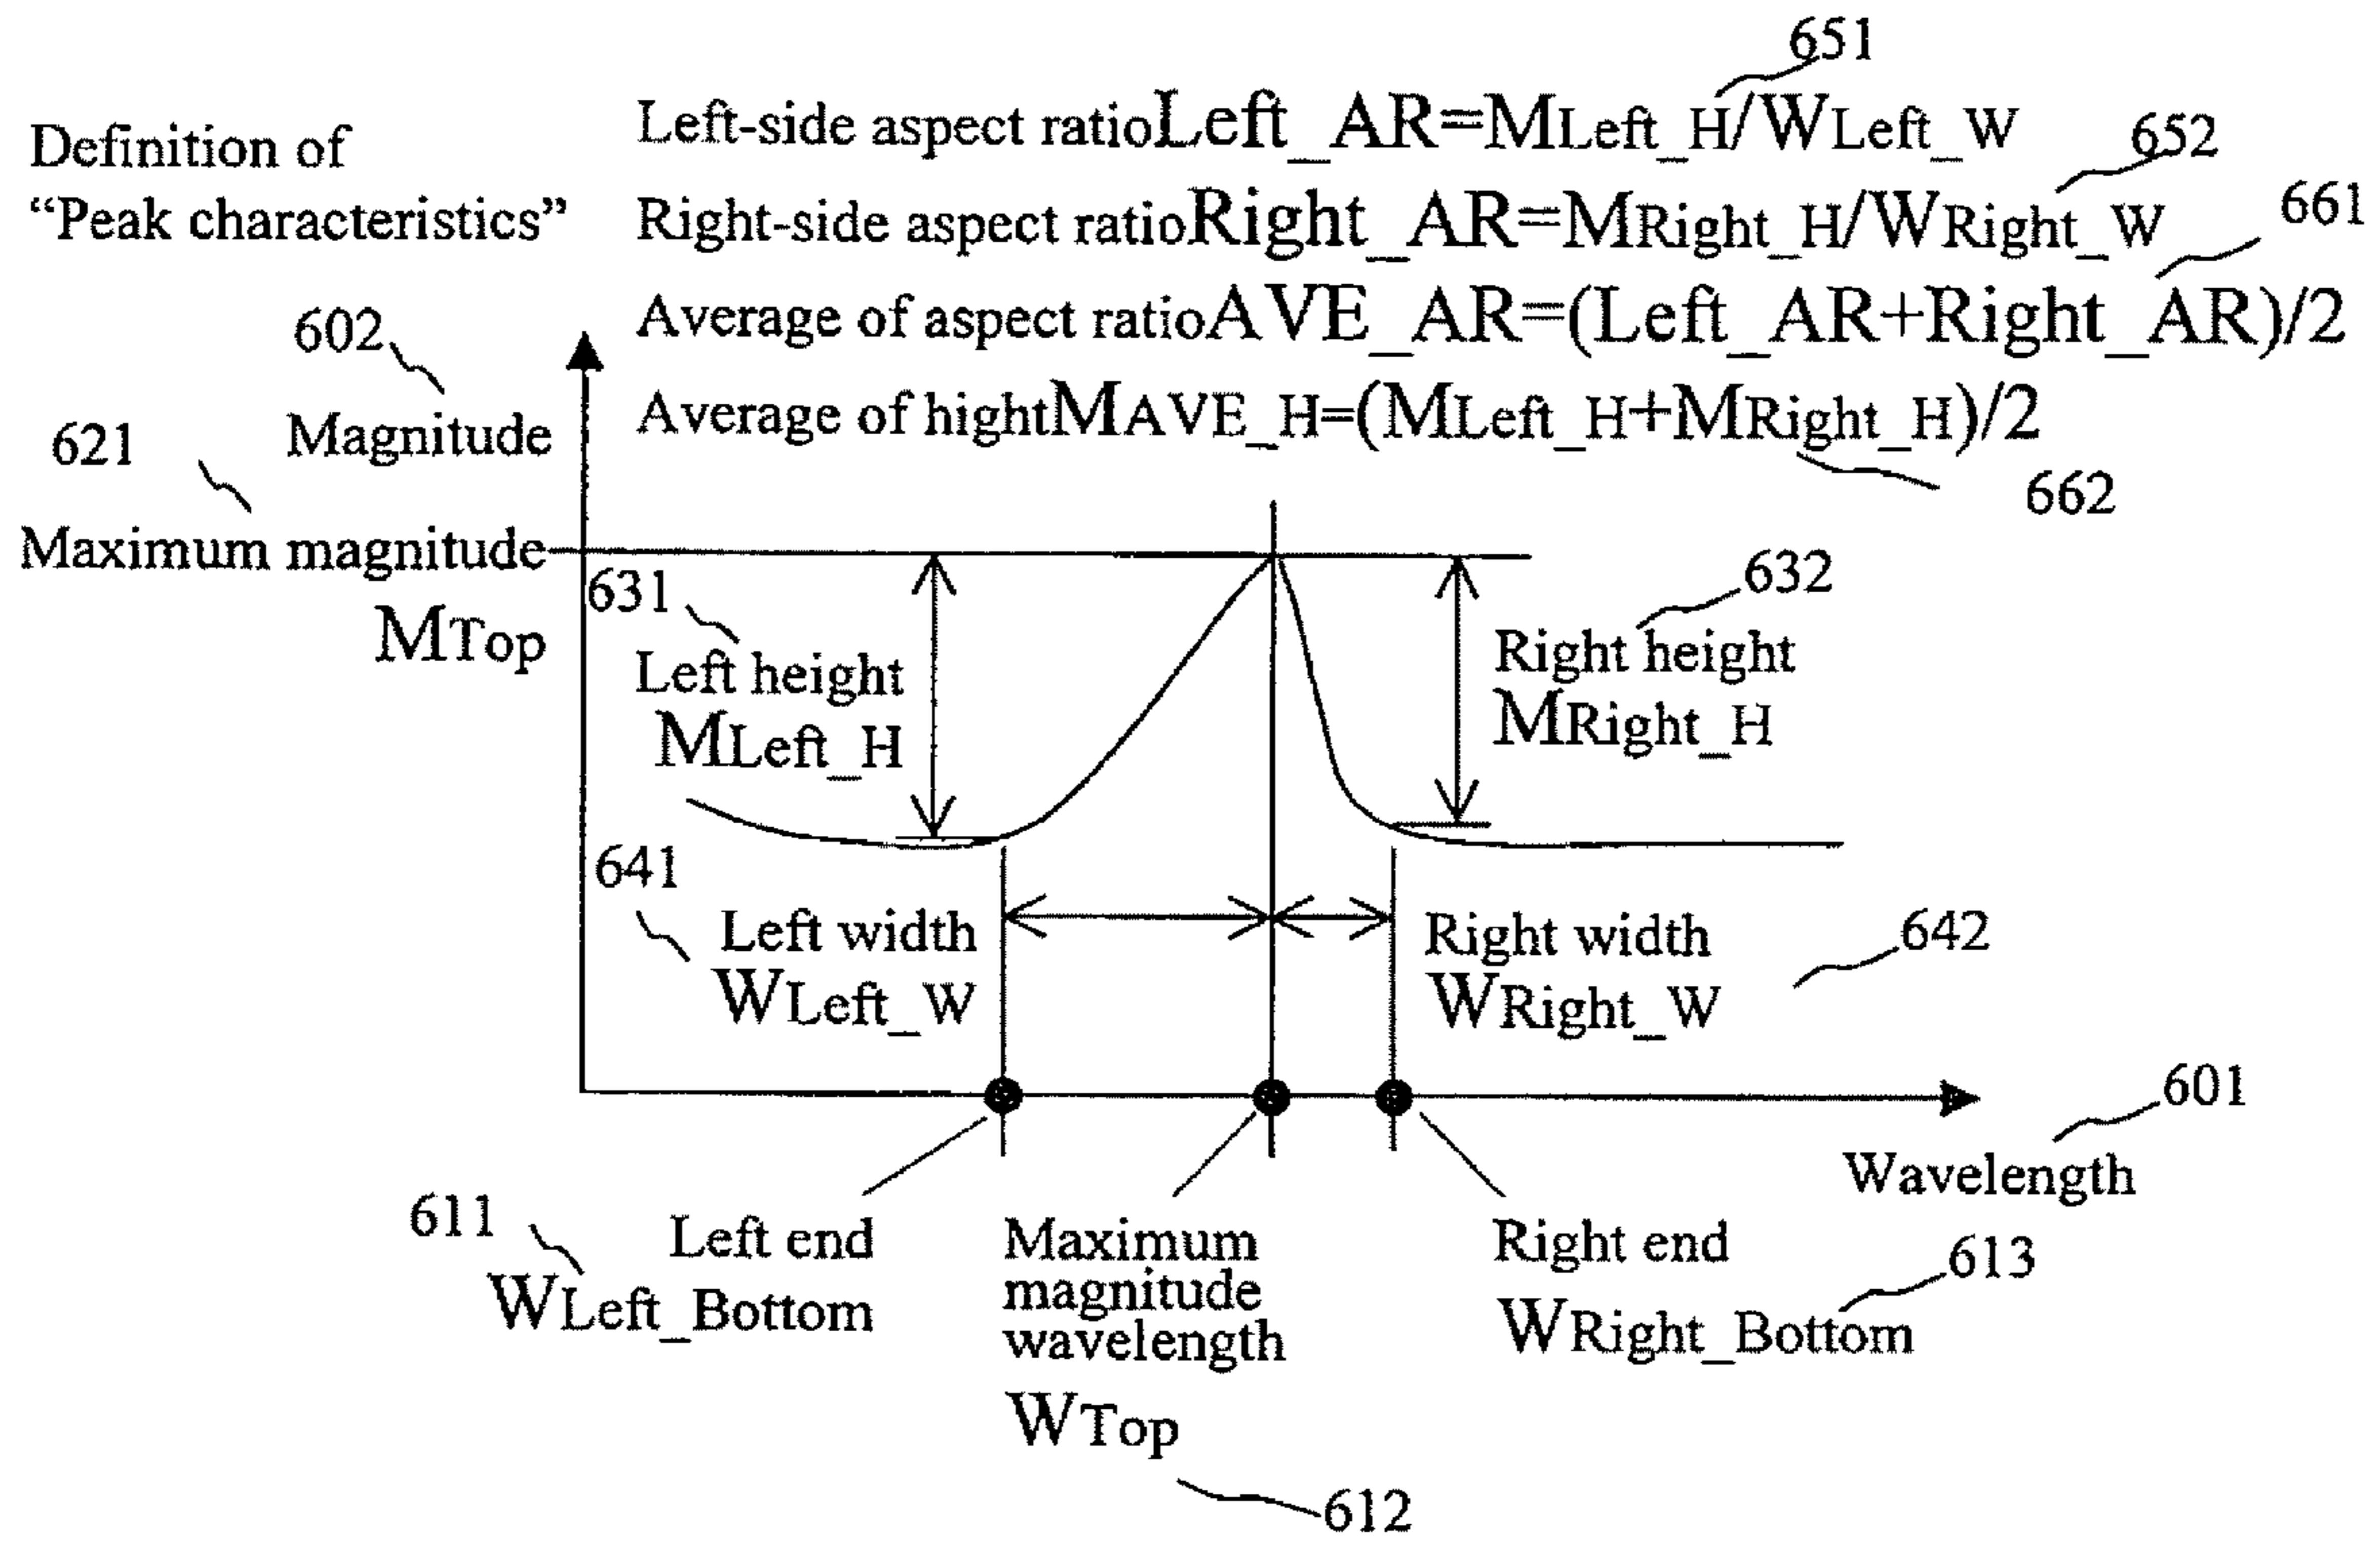 651
Left-side aspect ratioLeft_AR=MLeft_H/WLeft_W
652
Definition of
"Peak characteristics"
Right-side aspect ratioRight_AR=MRight_H/WRight_W
661
Average of aspect ratioAVE_AR=(Left_AR+Right_AR)/2
602
Magnitude
Average of hightMAVE_H=(MLeft_H+MRight_H)/2
662
621
Maximum magnitude
MTop
631
Left height
MLeft_H
632
Right height
MRight_H
641
Left width
WLeft_W
Right width
WRight_W
642
601
Wavelength
611
Left end
WLeft_Bottom
Maximum
magnitude
wavelength
WTop
612
Right end
613
WRight_Bottom